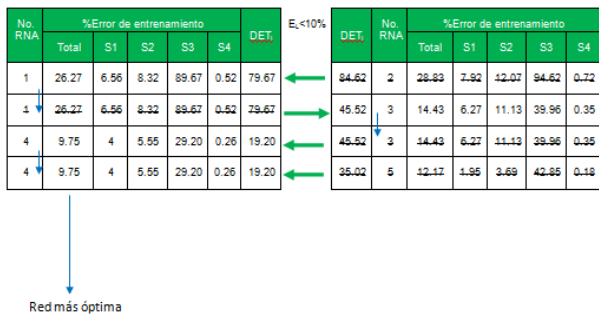 No. RNA %Error de entrenamiento DET, E_L<10% DET, No. RNA %Error de entrenamiento
Total S1 S2 S3 S4 Total S1 S2 S3 S4
1 26.27 6.56 8.32 89.67 0.52 79.67 84.62 2 28.83 7.92 12.07 94.62 0.72
1 26.27 6.56 8.32 89.67 0.52 79.67 45.52 3 14.43 6.27 11.13 39.96 0.35
4 9.75 4 5.55 29.20 0.26 19.20 45.52 3 14.43 6.27 11.13 39.96 0.35
4 9.75 4 5.55 29.20 0.26 19.20 35.02 5 12.17 1.95 3.69 42.85 0.18
Red más óptima